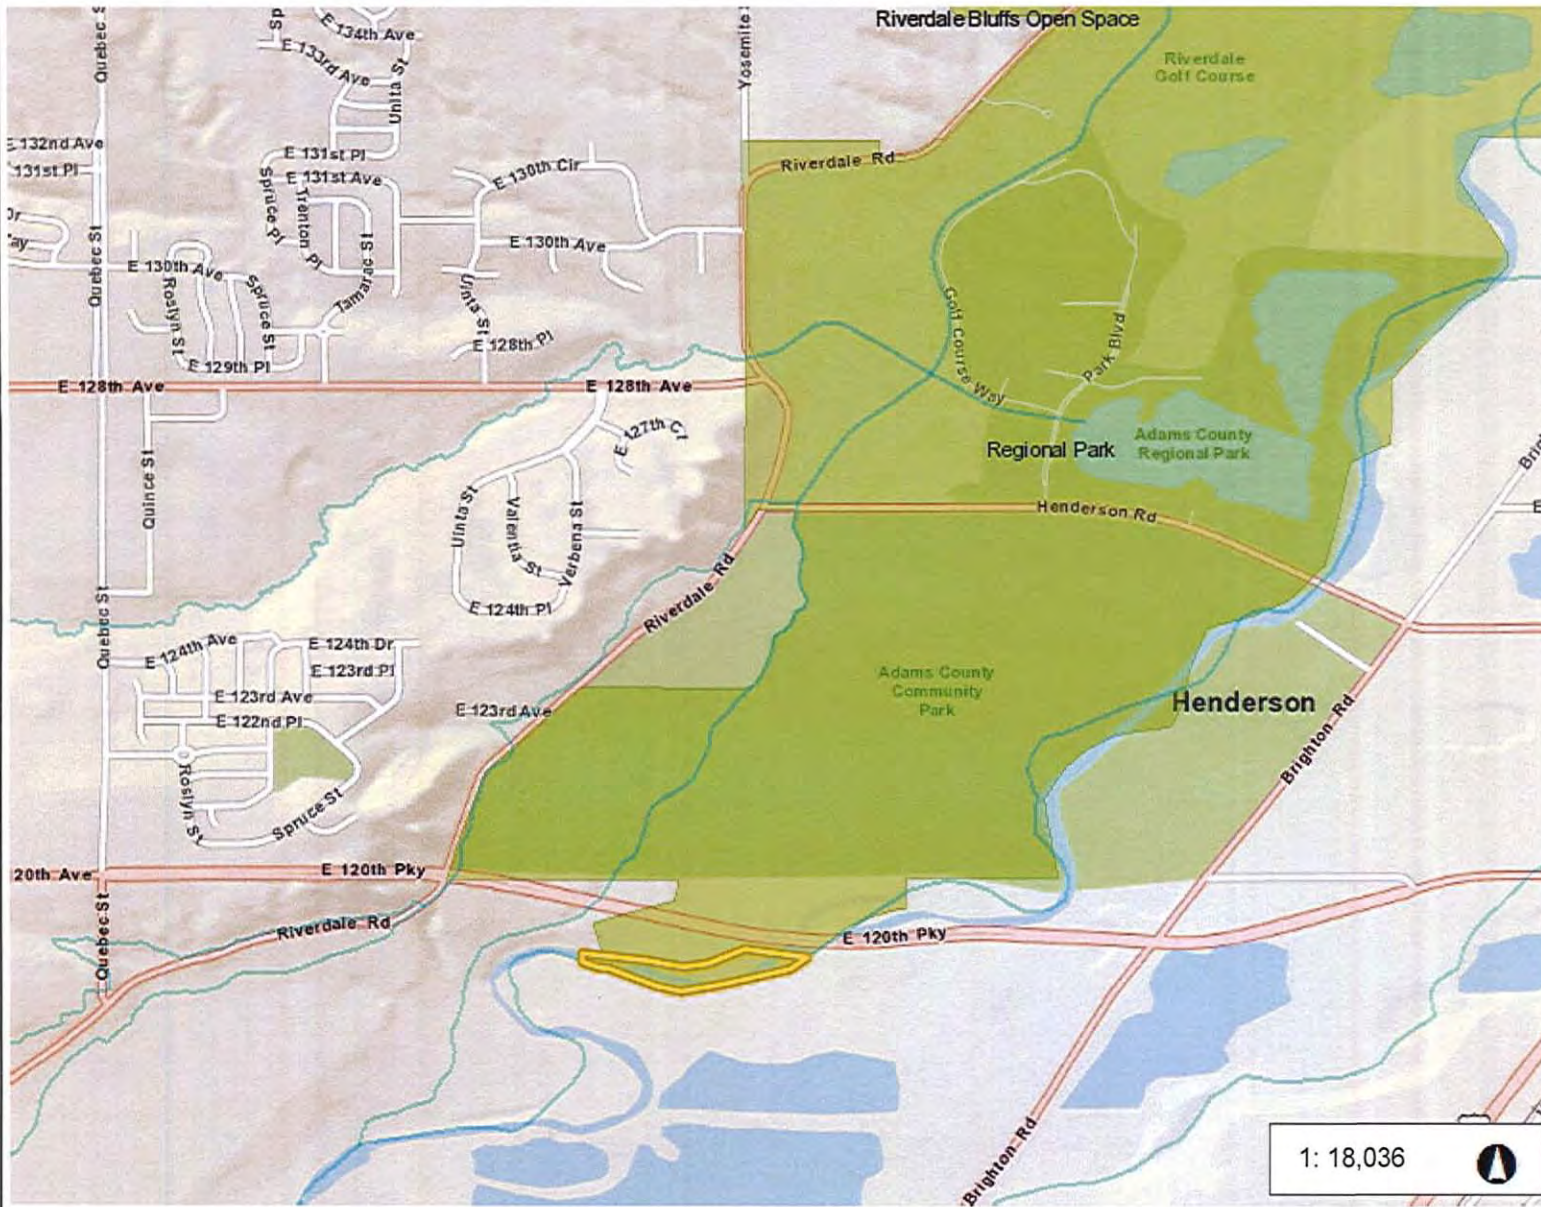 Riverdale Bluffs Open Space
Quebec S
Sp
E 134th Ave
E 133rd Ave
Unita St
Yosemite
Riverdale
Golf Course
E 132nd Ave
131st Pl
E 131st Pl
E 131st Ave
Spruce Pl
Trenton Pl
E 130th Cir
Riverdale Rd
Dr
ay
Quebec St
E 130th Ave
E 130th Ave
Roslyn St
Spruce St
Tamarac St
Uinta St
E 128th Pl
E 129th Pl
Golf Course Way
Park Blvd
E 128th Ave
E 128th Ave
E 127th Ct
Regional Park
Adams County
Regional Park
Quince St
Uinta St
Valentia St
Verbena St
Henderson Rd
Bri
E
Riverdale Rd
E 124th Pl
Quebec St
E 124th Ave
E 124th Dr
E 123rd Pl
E 123rd Ave
E 122nd Pl
E 123rd Ave
Adams County
Community
Park
Henderson
Brighton Rd
Roslyn St
Spruce St
20th Ave
E 120th Pky
Quebec St
Riverdale Rd
E 120th Pky
Brighton Rd
1: 18,036